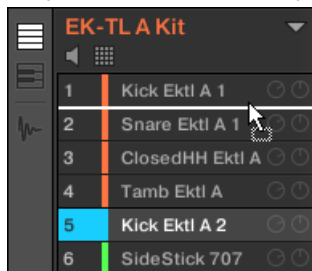 EK-TL A Kit
1 Kick Ektl A 1
2 Snare Ektl A 1
3 ClosedHH Ektl A
4 Tamb Ektl A
5 Kick Ektl A 2
6 SideStick 707